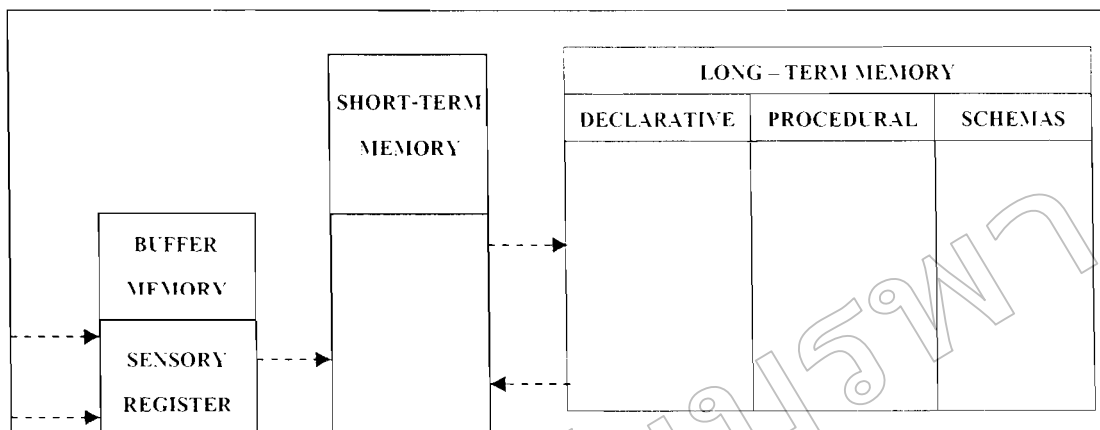 LONG – TERM MEMORY
SHORT-TERM
MEMORY
DECLARATIVE
PROCEDURAL
SCHEMAS
BUFFER
MEMORY
SENSORY
REGISTER